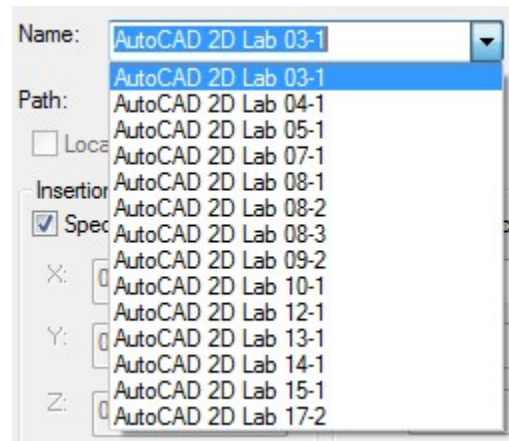 Name: AutoCAD 2D Lab 03-1
AutoCAD 2D Lab 03-1
Path: AutoCAD 2D Lab 04-1
AutoCAD 2D Lab 05-1
AutoCAD 2D Lab 07-1
AutoCAD 2D Lab 08-1
AutoCAD 2D Lab 08-2
AutoCAD 2D Lab 08-3
AutoCAD 2D Lab 09-2
X: AutoCAD 2D Lab 10-1
AutoCAD 2D Lab 12-1
Y: AutoCAD 2D Lab 13-1
AutoCAD 2D Lab 14-1
AutoCAD 2D Lab 15-1
Z: AutoCAD 2D Lab 17-2